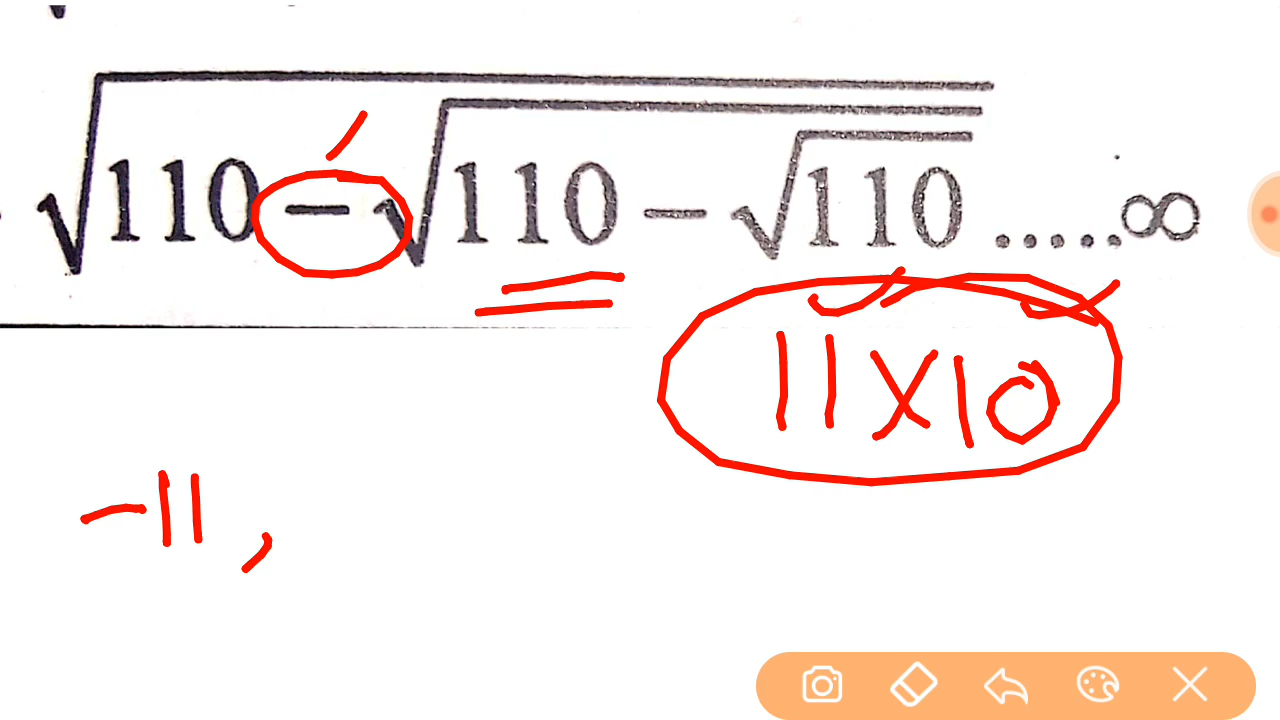 √110 − √110 − √110 .....∞
11×10
−11 ,